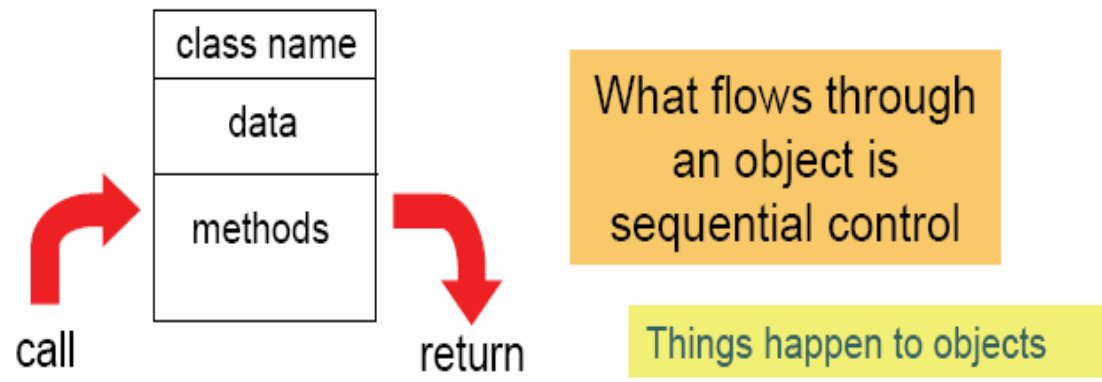 class name
data
methods
call
return
What flows through
an object is
sequential control
Things happen to objects